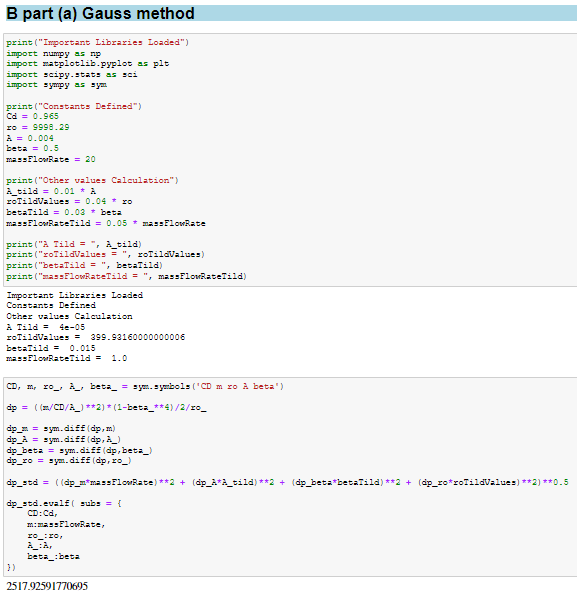 B part (a) Gauss method
print("Important Libraries Loaded")
import numpy as np
import matplotlib.pyplot as plt
import scipy.stats as sci
import sympy as sym
print("Constants Defined")
Cd = 0.965
ro = 9998.29
A = 0.004
beta = 0.5
massFlowRate = 20
print("Other values Calculation")
A_tild = 0.01 * A
roTildValues = 0.04 * ro
betaTild = 0.03 * beta
massFlowRateTild = 0.05 * massFlowRate
print("A Tild = ", A_tild)
print("roTildValues = ", roTildValues)
print("betaTild = ", betaTild)
print("massFlowRateTild = ", massFlowRateTild)
Important Libraries Loaded
Constants Defined
Other values Calculation
A Tild =  4e-05
roTildValues =  399.93160000000006
betaTild =  0.015
massFlowRateTild =  1.0
CD, m, ro_, A_, beta_ = sym.symbols('CD m ro A beta')
dp = ((m/CD/A_)**2)*(1-beta_**4)/2/ro_
dp_m = sym.diff(dp,m)
dp_A = sym.diff(dp,A_)
dp_beta = sym.diff(dp,beta_)
dp_ro = sym.diff(dp,ro_)
dp_std = ((dp_m*massFlowRate)**2 + (dp_A*A_tild)**2 + (dp_beta*betaTild)**2 + (dp_ro*roTildValues)**2)**0.5
dp_std.evalf( subs = {
CD:Cd,
m:massFlowRate,
ro_:ro,
A_:A,
beta_:beta
})
2517.92591770695